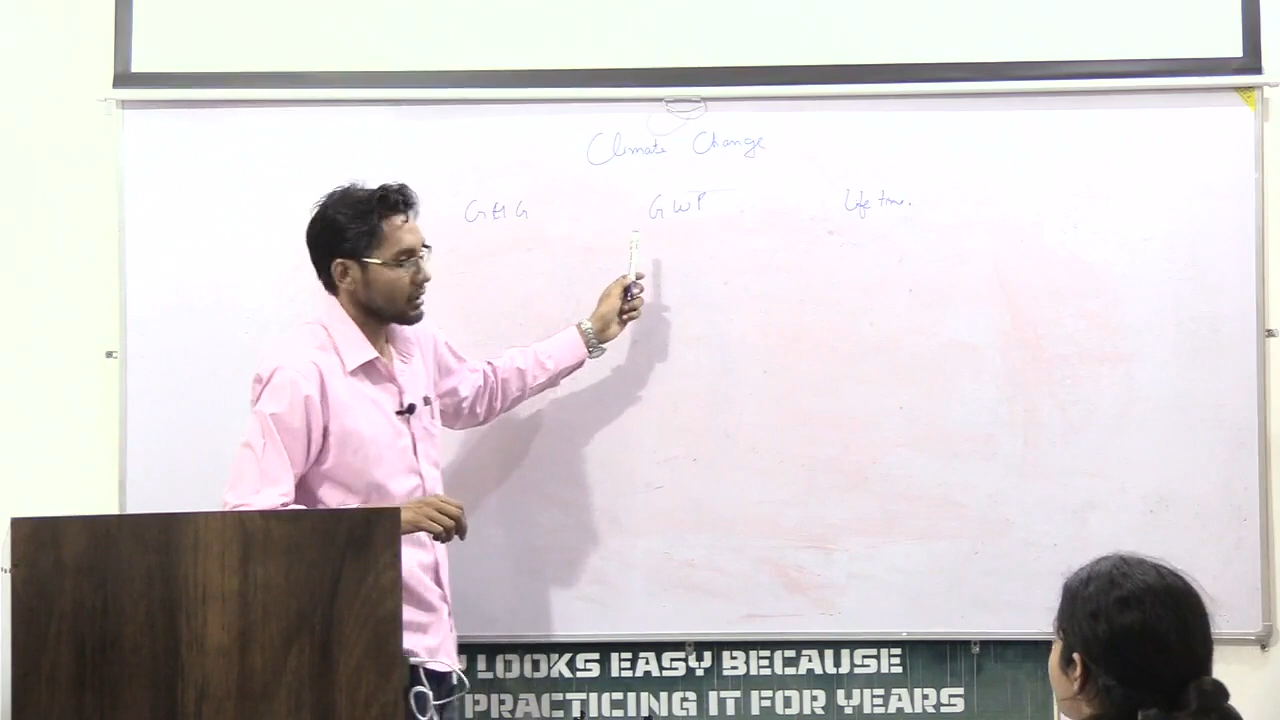 Climate Change
GHG GWP Life time.
LOOKS EASY BECAUSE
PRACTICING IT FOR YEARS